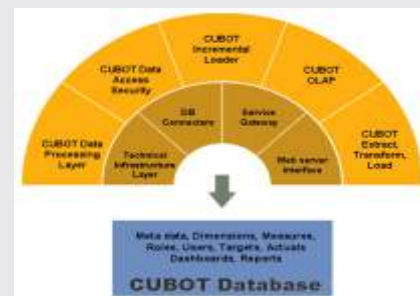 CUBOT
Incremental
Loader
CUBOT Data
Access
Security
CUBOT
OLAP
CUBOT Data
Processing
Layer
CUBOT
Extract,
Transform,
Load
DB
Connectors
Service
Gateway
Technical
Infrastructure
Layer
Web server
Interface
Meta data, Dimensions, Measures,
Roles, Users, Targets, Actuals
Dashboards, Reports
CUBOT Database